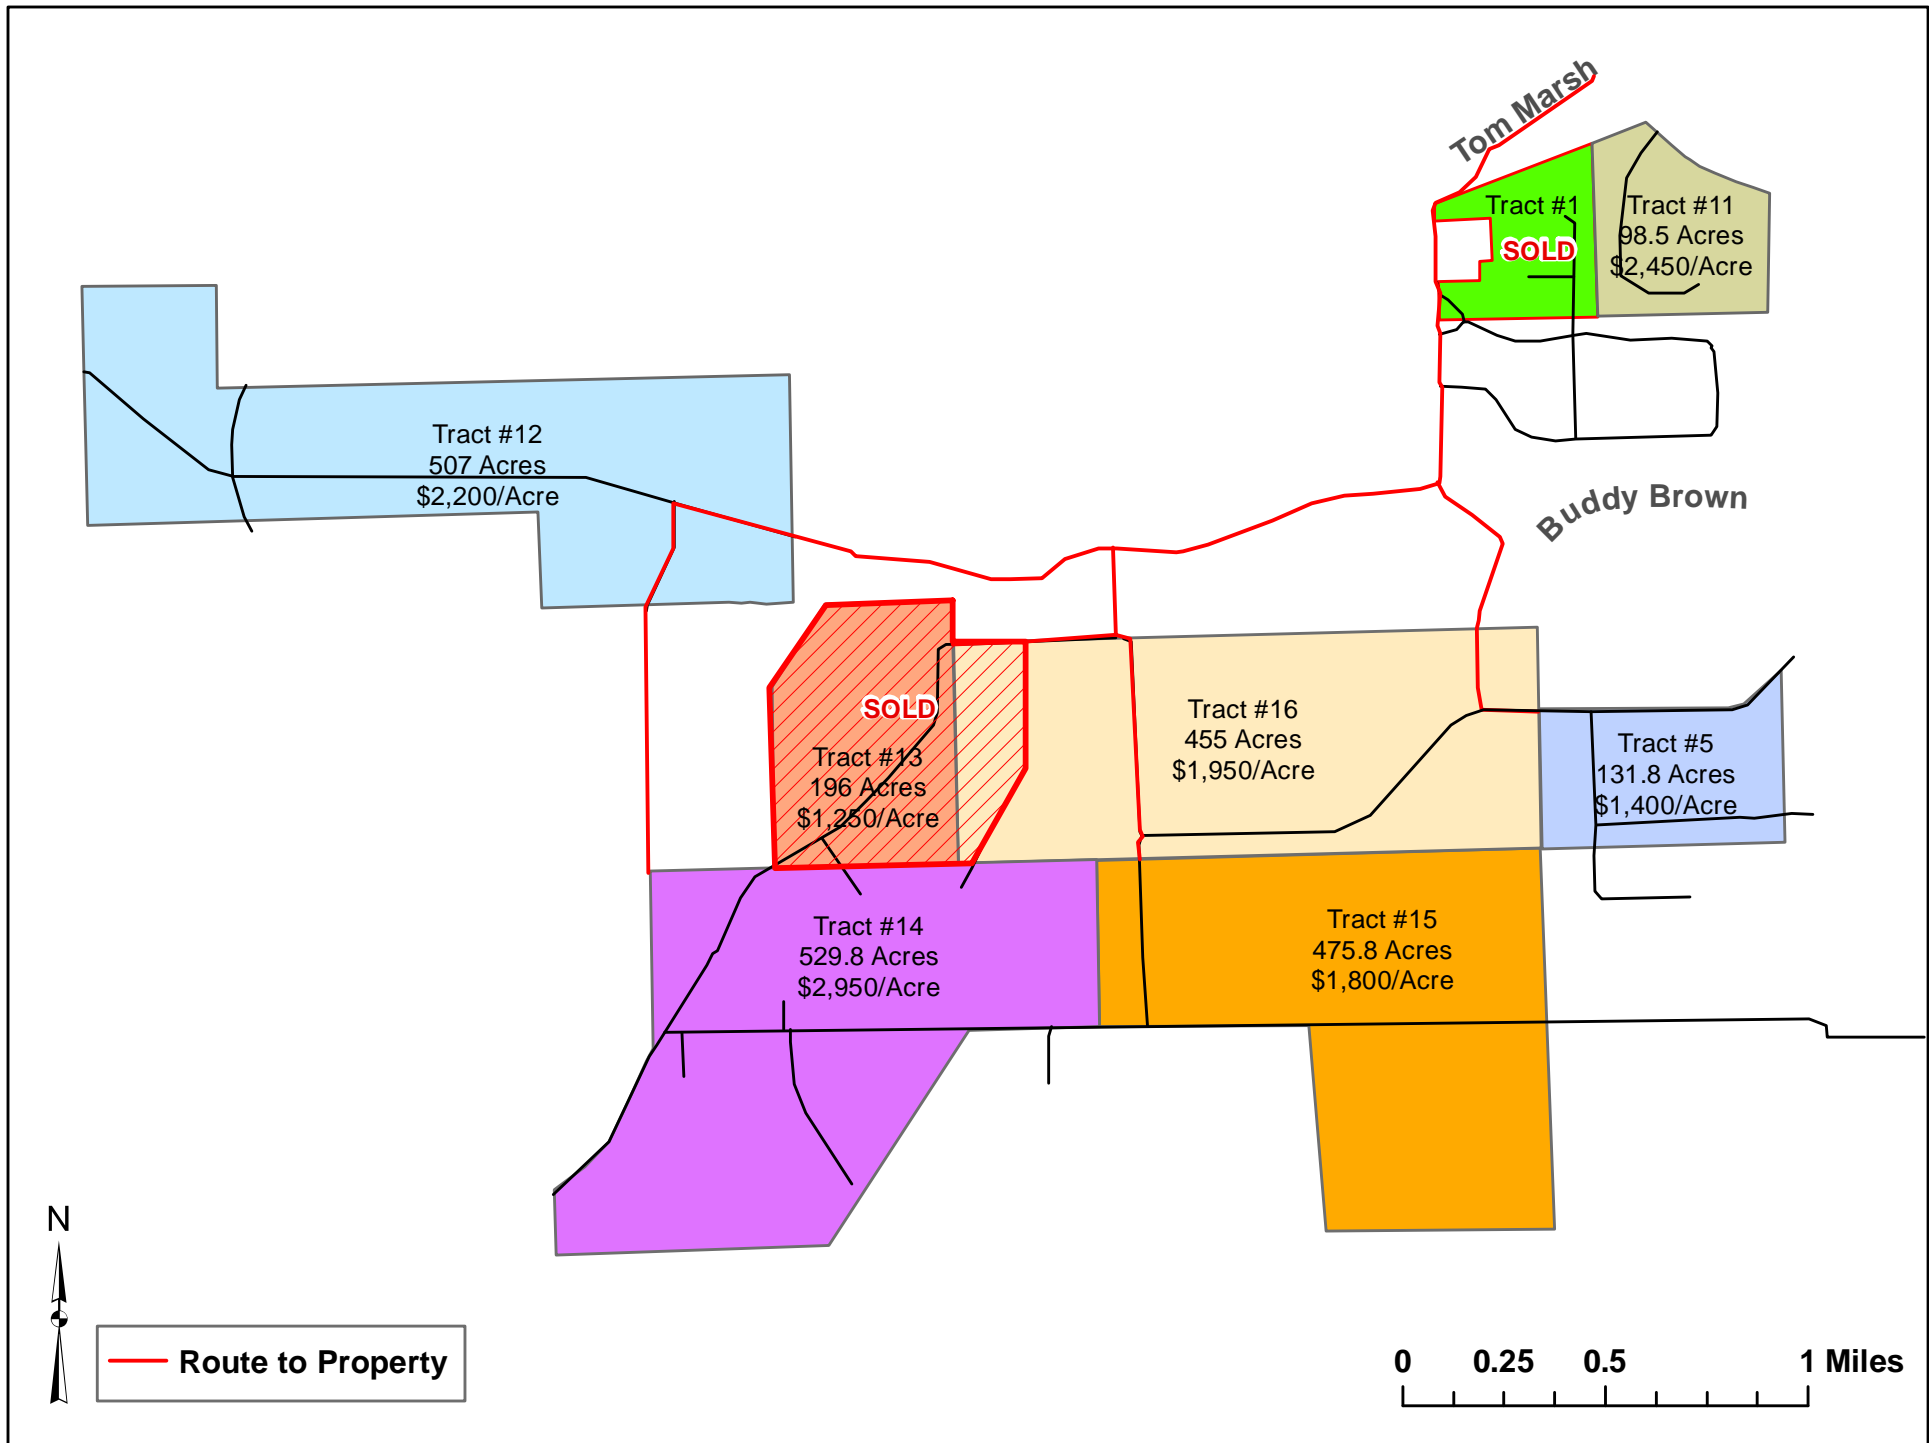 Tom Marsh
Tract #1
SOLD
Tract #11
98.5 Acres
$2,450/Acre
Tract #12
507 Acres
$2,200/Acre
Buddy Brown
SOLD
Tract #13
196 Acres
$1,250/Acre
Tract #16
455 Acres
$1,950/Acre
Tract #5
131.8 Acres
$1,400/Acre
Tract #14
529.8 Acres
$2,950/Acre
Tract #15
475.8 Acres
$1,800/Acre
N
Route to Property
0 0.25 0.5 1 Miles